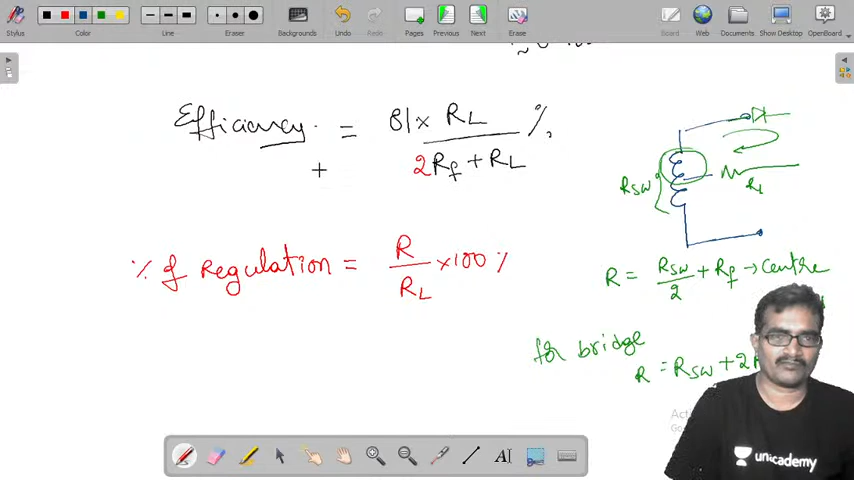 Stylus
Color
Line
Eraser
Backgrounds
Undo
Redo
Pages
Previous
Next
Erase
Board
Web
Documents
Show Desktop
OpenBoard
Efficiency = 81 × RL / 2Rf + RL %
+
% of Regulation = R / RL × 100 %
RSW
RL
R = RSW / 2 + Rf → Centre
for bridge
R = RSW + 2
unacademy